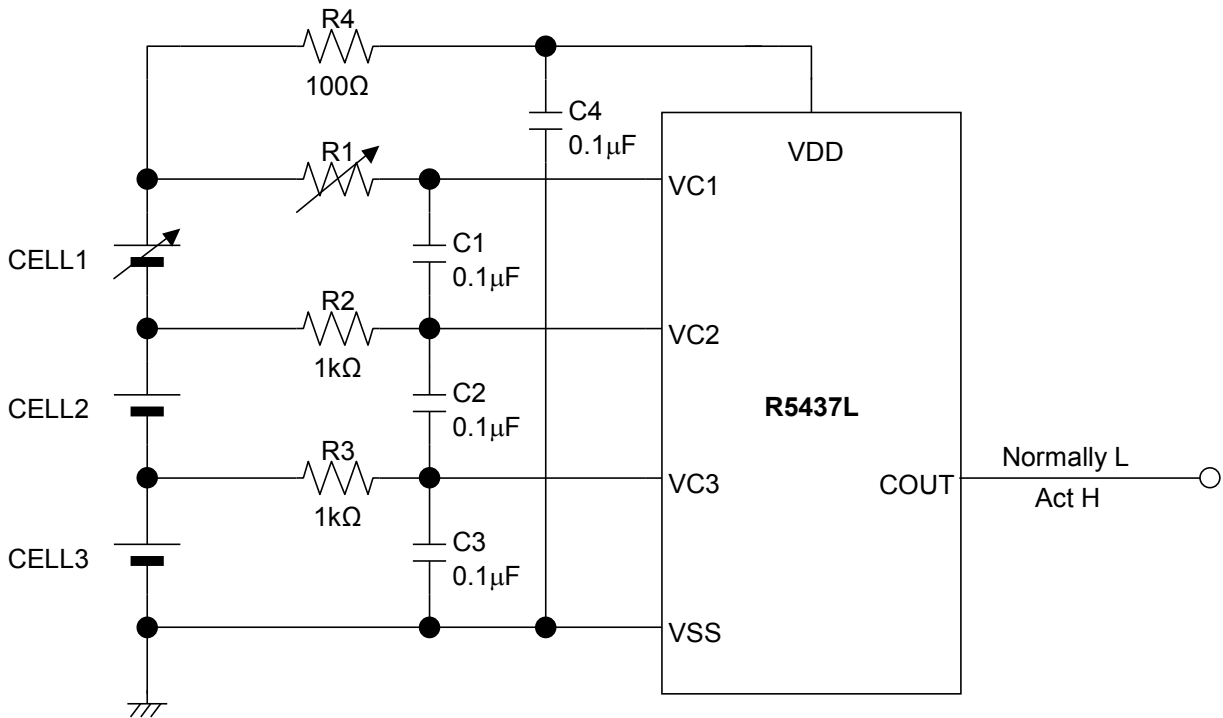 R4
100Ω
C4
0.1μF
VDD
R1
VC1
CELL1
C1
0.1μF
R2
1kΩ
VC2
CELL2
C2
0.1μF
R5437L
R3
1kΩ
VC3
COUT
Normally L
Act H
CELL3
C3
0.1μF
VSS